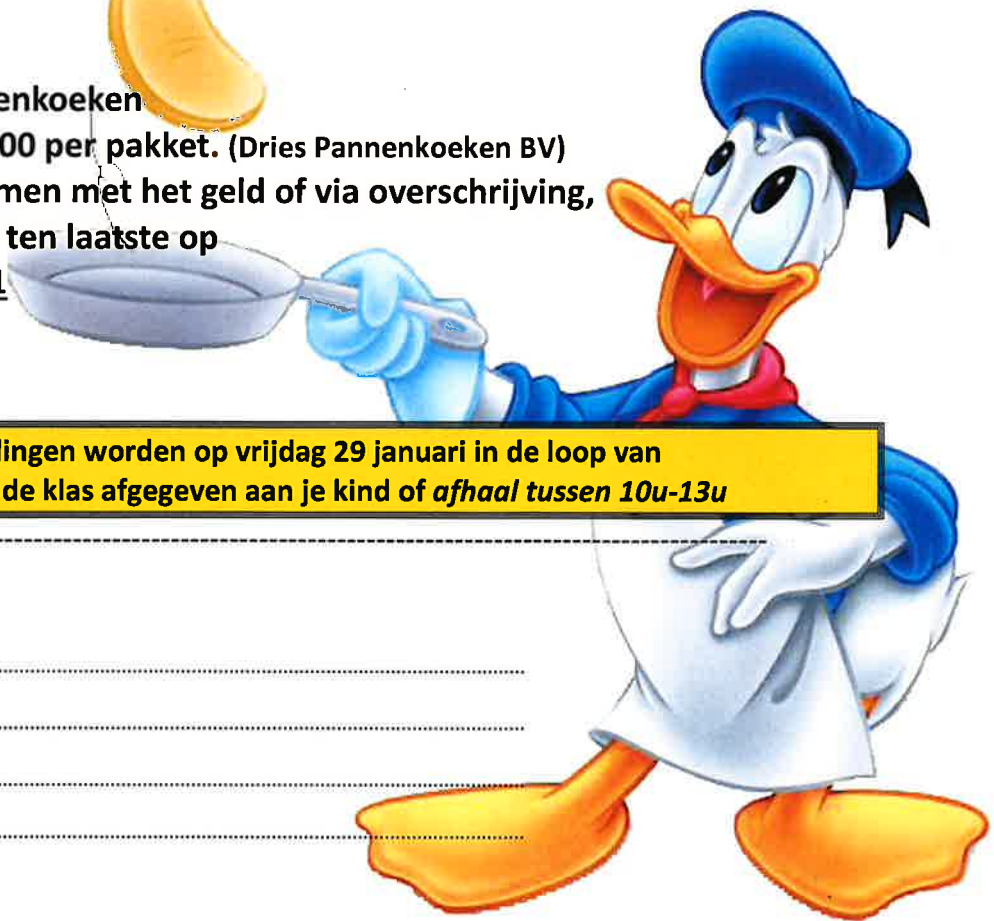 enkoeken
00 per pakket. (Dries Pannenkoeken BV)
men met het geld of via overschrijving,
ten laatste op
1
lingen worden op vrijdag 29 januari in de loop van
de klas afgegeven aan je kind of afhaal tussen 10u-13u